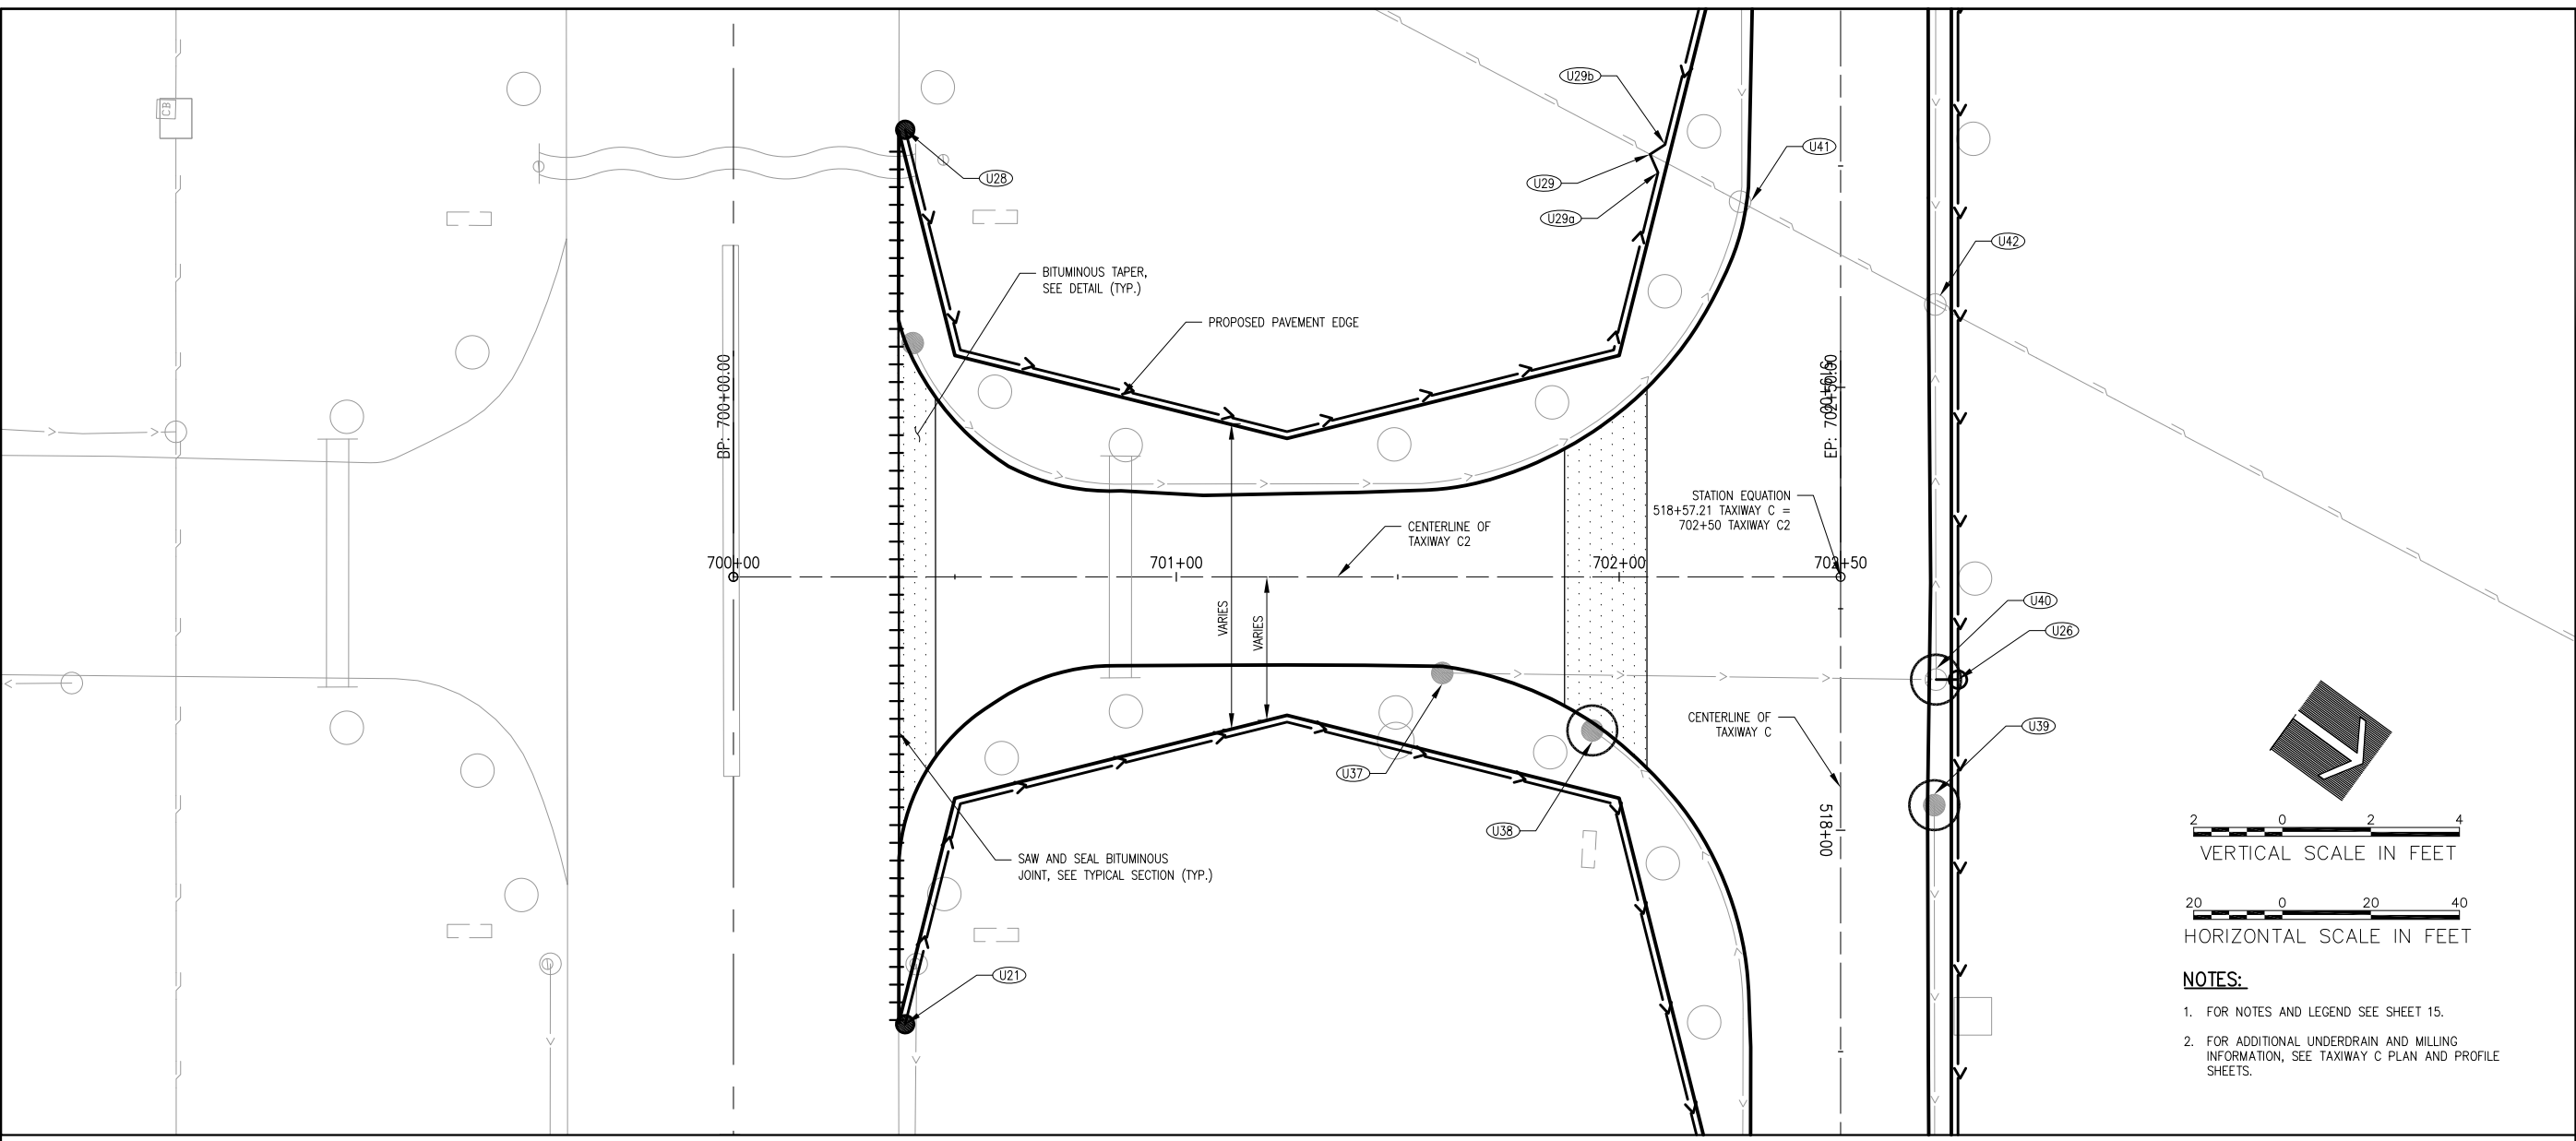 CB
U29b
U41
U28
U29
U29a
U42
BITUMINOUS TAPER,
SEE DETAIL (TYP.)
PROPOSED PAVEMENT EDGE
BP: 700+00.00
EP: 702+50.00
519+00
STATION EQUATION
518+57.21 TAXIWAY C =
702+50 TAXIWAY C2
CENTERLINE OF
TAXIWAY C2
700+00
701+00
702+00
702+50
VARIES
VARIES
U40
U26
CENTERLINE OF
TAXIWAY C
U39
U37
U38
518+00
SAW AND SEAL BITUMINOUS
JOINT, SEE TYPICAL SECTION (TYP.)
U21
2 0 2 4
VERTICAL SCALE IN FEET
20 0 20 40
HORIZONTAL SCALE IN FEET
NOTES:
1. FOR NOTES AND LEGEND SEE SHEET 15.
2. FOR ADDITIONAL UNDERDRAIN AND MILLING
INFORMATION, SEE TAXIWAY C PLAN AND PROFILE
SHEETS.